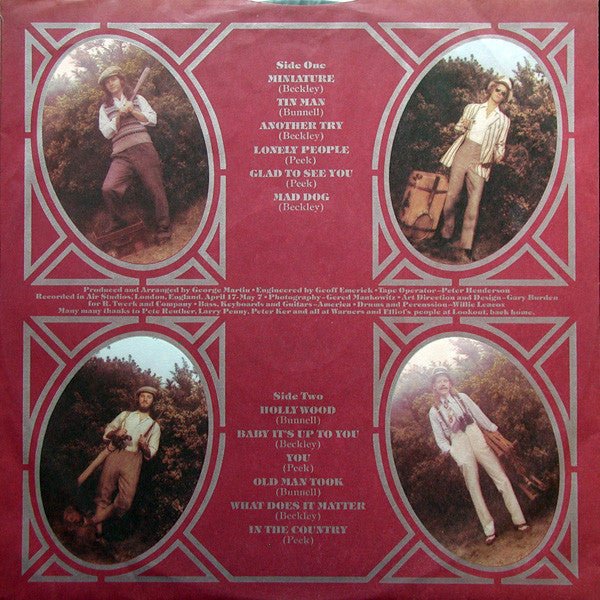 Side One
MINIATURE
(Beckley)
TIN MAN
(Bunnell)
ANOTHER TRY
(Beckley)
LONELY PEOPLE
(Peek)
GLAD TO SEE YOU
(Peek)
MAD DOG
(Beckley)
Produced and Arranged by George Martin • Engineered by Geoff Emerick • Tape Operator–Peter Henderson
Recorded in Air Studios, London, England. April 17-May 7 • Photography–Gered Mankowitz • Art Direction and Design–Gary Burden
for R. Twerk and Company • Bass, Keyboards and Guitars–America • Drums and Percussion–Willie Leacox
Many many thanks to Pete Reuther, Larry Penny, Peter Ker and all at Warners and Elliot's people at Lookout, back home.
Side Two
HOLLYWOOD
(Bunnell)
BABY IT'S UP TO YOU
(Beckley)
YOU
(Peek)
OLD MAN TOOK
(Bunnell)
WHAT DOES IT MATTER
(Beckley)
IN THE COUNTRY
(Peek)